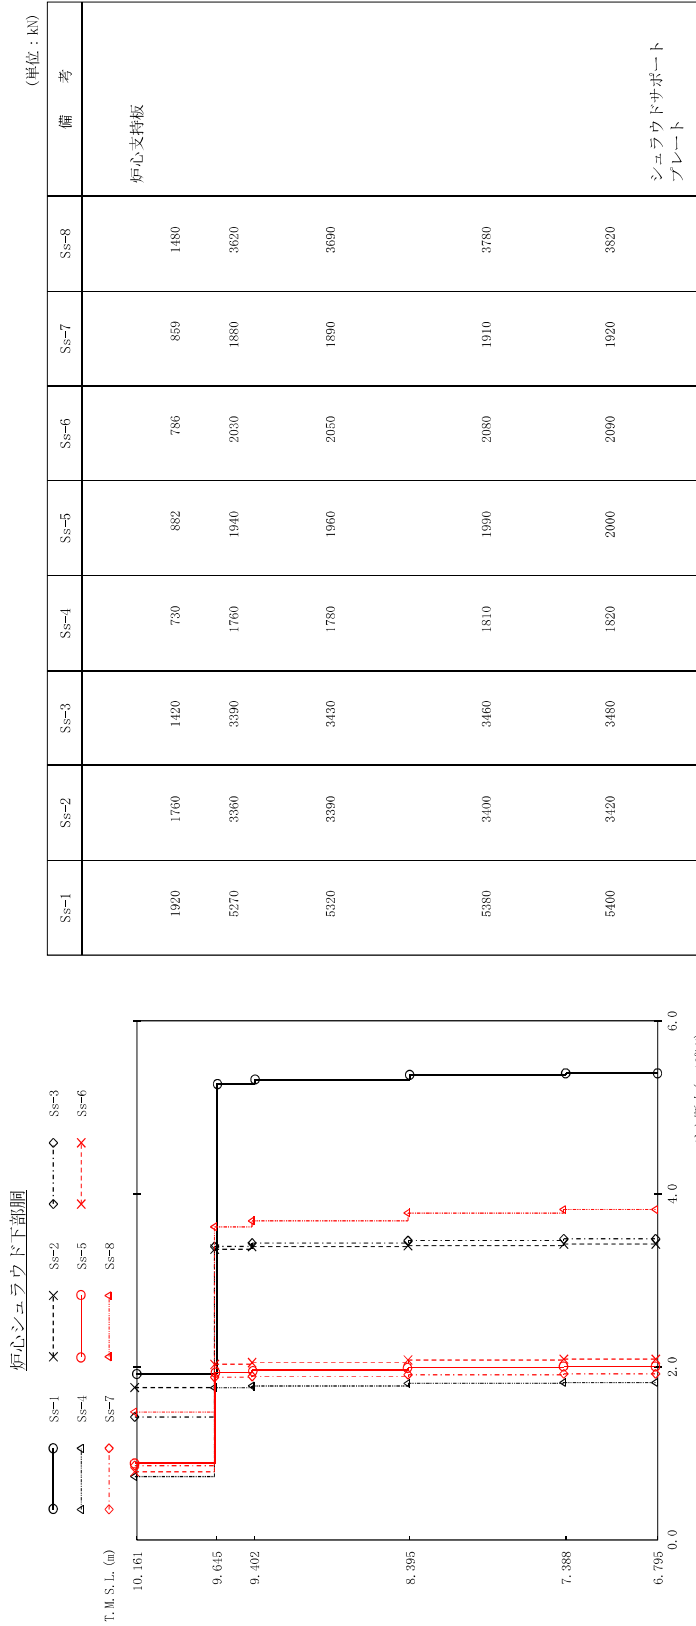 炉心シュラウド下部胴
Ss-1 Ss-2 Ss-3
Ss-4 Ss-5 Ss-6
Ss-7 Ss-8
T.M.S.L.(m)
10.161
9.645
9.402
8.395
7.388
6.795
0.0 2.0 4.0 6.0
(単位：kN)
Ss-1 Ss-2 Ss-3 Ss-4 Ss-5 Ss-6 Ss-7 Ss-8 備 考
炉心支持板
1920 1760 1420 730 882 786 859 1480
5270 3360 3390 1760 1940 2030 1880 3620
5320 3390 3430 1780 1960 2050 1890 3690
5380 3400 3460 1810 1990 2080 1910 3780
5400 3420 3480 1820 2000 2090 1920 3820
シュラウドサポート
プレート